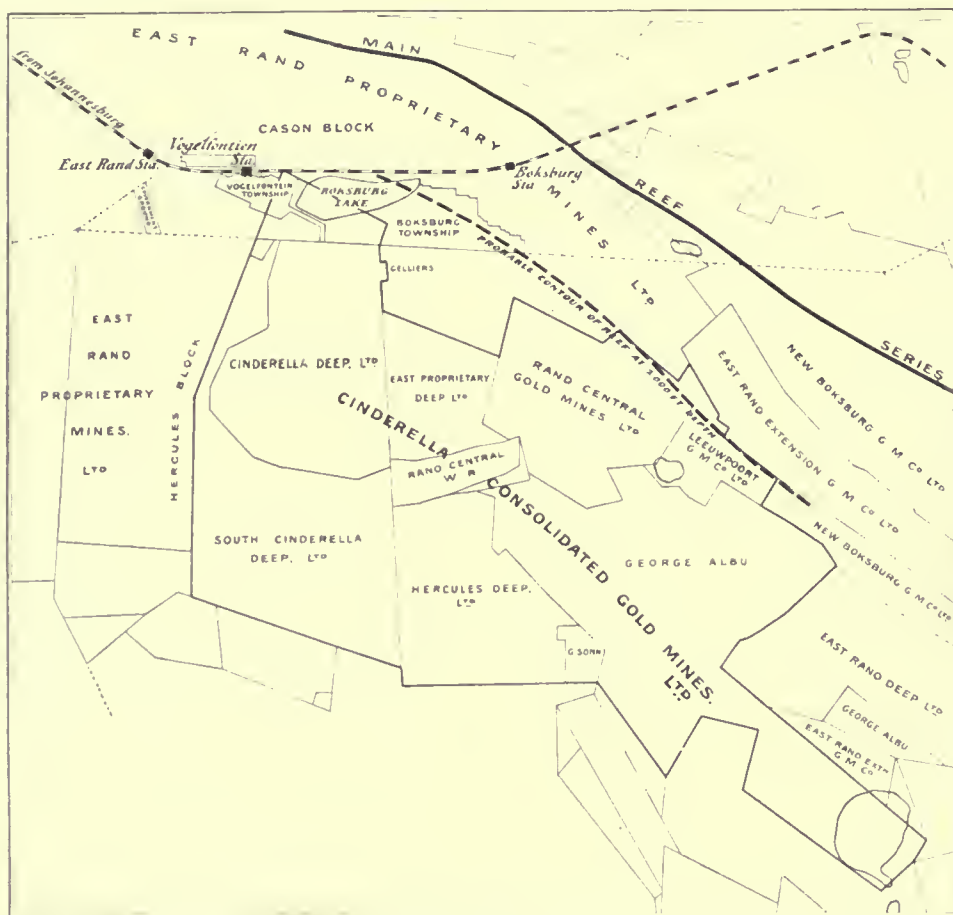 EAST RAND PROPRIETARY MINES LTD
MAIN REEF SERIES
from Johannesburg
CASON BLOCK
East Rand Sta.
Vogelfontien
Sta
Boksburg
Sta
VOGELFONTEIN
TOWNSHIP
BOKSBURG
LAKE
BOKSBURG
TOWNSHIP
PROBABLE CONTOUR OF REEF AT 5000 FT DEPTH
CELLIERS
EAST
RAND
PROPRIETARY
MINES.
LTD
HERCULES BLOCK
CINDERELLA DEEP. LTD
EAST PROPRIETARY
DEEP LTD
RAND CENTRAL
GOLD MINES
LTD
EAST RAND EXTENSION G M CO LTD
NEW BOKSBURG G M CO LTD
LEEUWPOORT
G M CO LTD
CINDERELLA CONSOLIDATED GOLD MINES.
LTD
RAND CENTRAL
W R
SOUTH CINDERELLA
DEEP. LTD
HERCULES DEEP.
LTD
GEORGE ALBU
NEW BOKSBURG G M CO LTD
G SONN
EAST RAND DEEP LTD
GEORGE ALBU
EAST RAND EXTN
G M CO